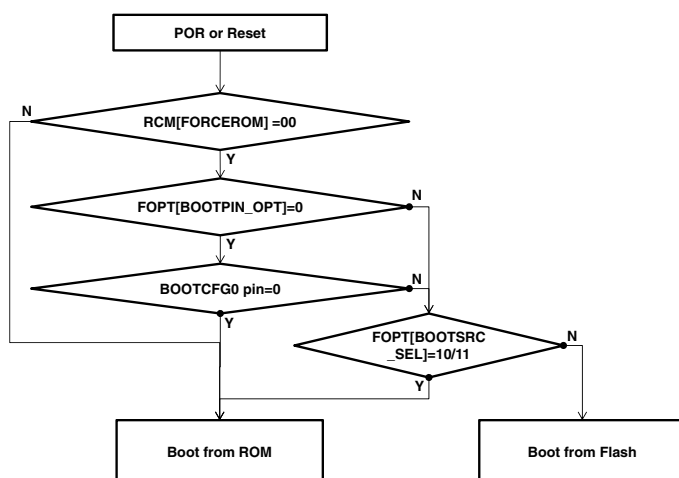 POR or Reset
N
RCM[FORCEROM] =00
Y
N
FOPT[BOOTPIN_OPT]=0
Y
N
BOOTCFG0 pin=0
Y
FOPT[BOOTSRC
_SEL]=10/11
N
Y
Boot from ROM
Boot from Flash